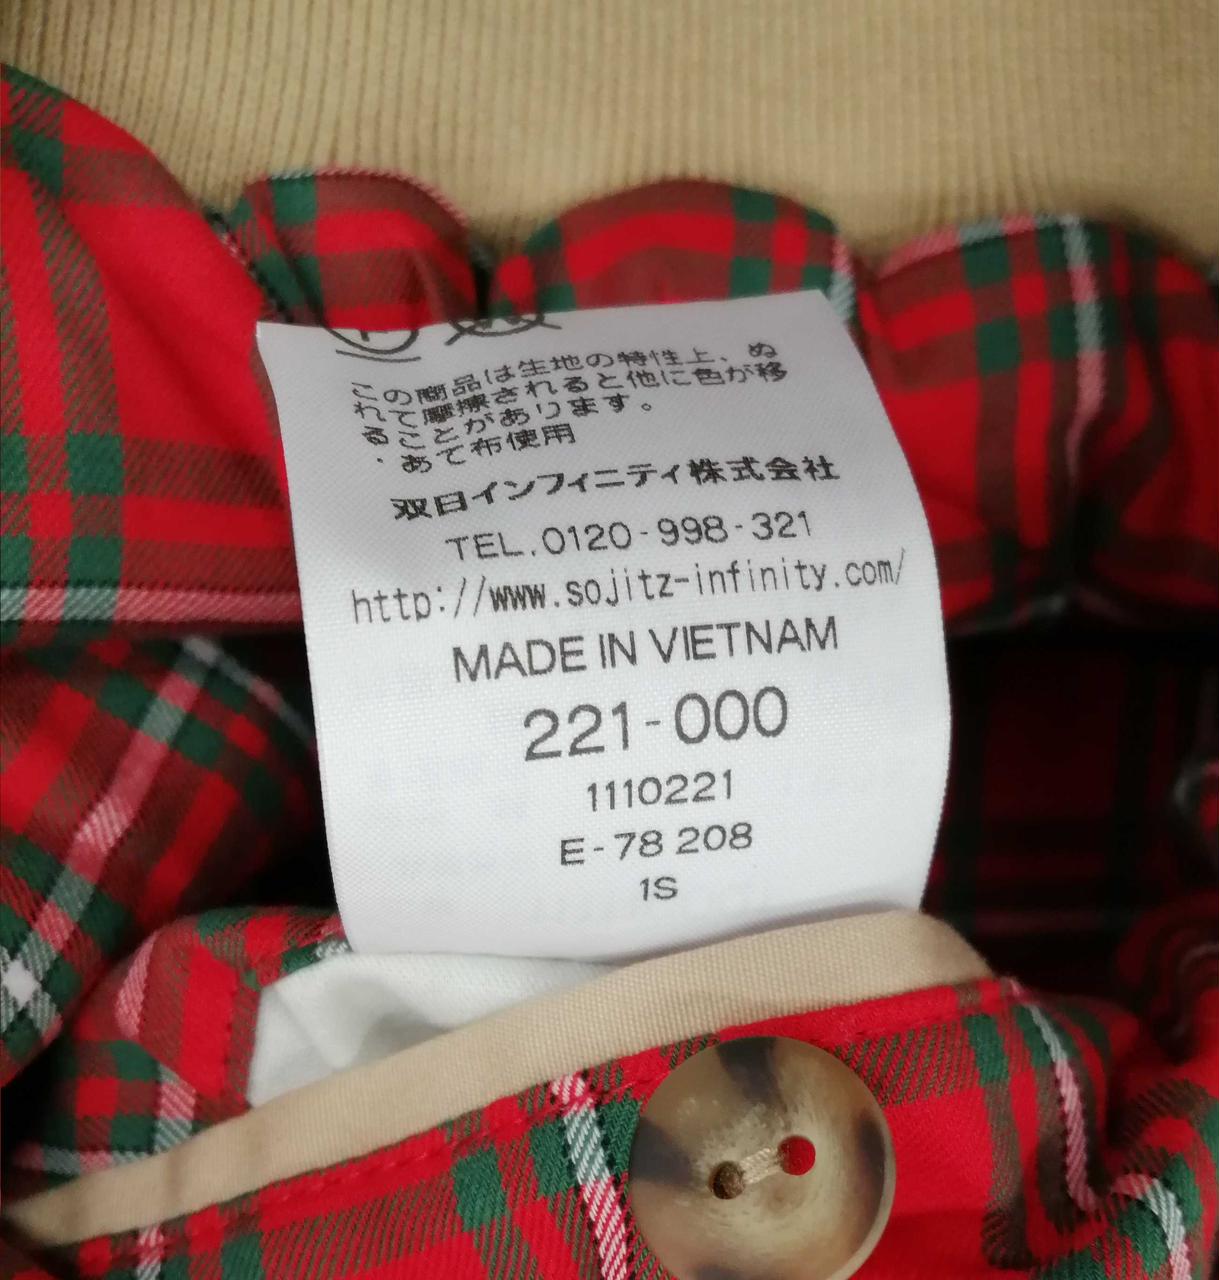 この商品は生地の特性上、ぬ
れて摩擦されると他に色が移
ることがあります。
・あて布使用
双日インフィニティ株式会社
TEL.0120-998-321
http://www.sojitz-infinity.com/
MADE IN VIETNAM
221-000
1110221
E-78 208
1S